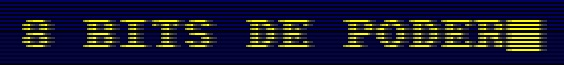 8 BITS DE PODER